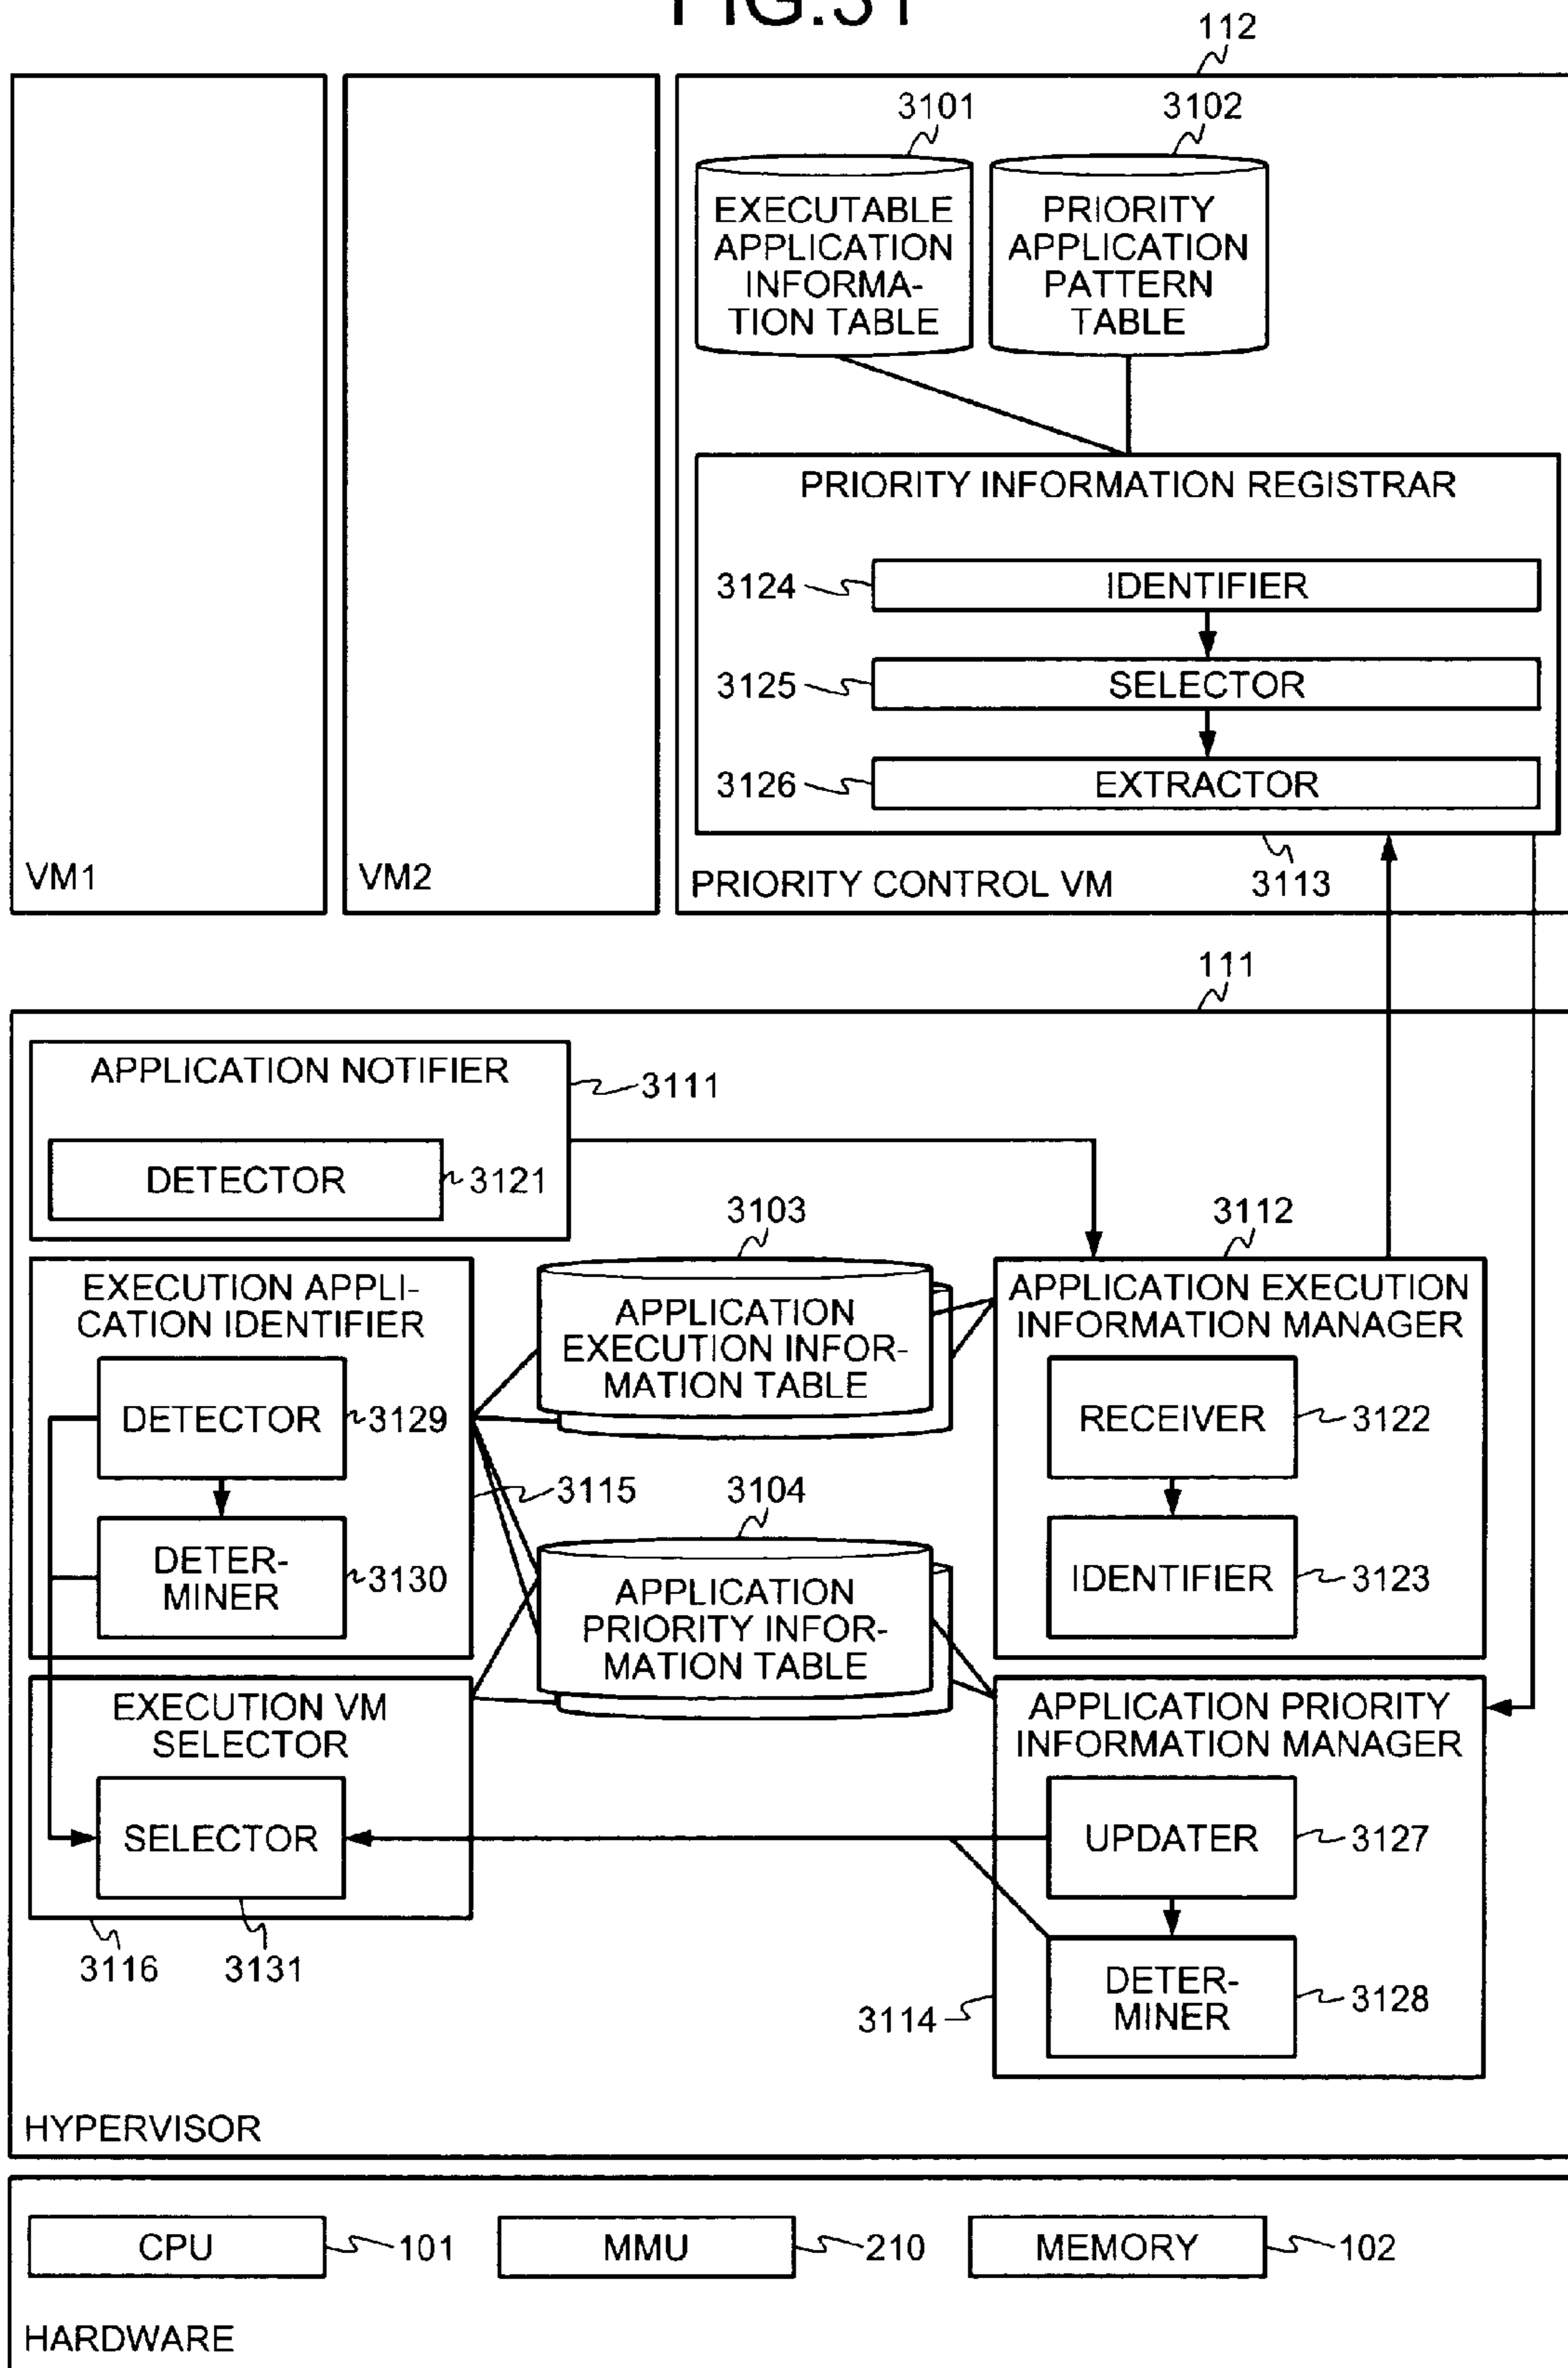 FIG.31
112
3101
3102
EXECUTABLE
APPLICATION
INFORMA-
TION TABLE
PRIORITY
APPLICATION
PATTERN
TABLE
PRIORITY INFORMATION REGISTRAR
3124
IDENTIFIER
3125
SELECTOR
3126
EXTRACTOR
VM1
VM2
PRIORITY CONTROL VM
3113
111
APPLICATION NOTIFIER
3111
DETECTOR
3121
3103
3112
EXECUTION APPLI-
CATION IDENTIFIER
APPLICATION
EXECUTION INFOR-
MATION TABLE
APPLICATION EXECUTION
INFORMATION MANAGER
DETECTOR
3129
RECEIVER
3122
3115
3104
DETER-
MINER
3130
APPLICATION
PRIORITY INFOR-
MATION TABLE
IDENTIFIER
3123
EXECUTION VM
SELECTOR
APPLICATION PRIORITY
INFORMATION MANAGER
SELECTOR
UPDATER
3127
3116
3131
DETER-
MINER
3128
3114
HYPERVISOR
CPU
101
MMU
210
MEMORY
102
HARDWARE